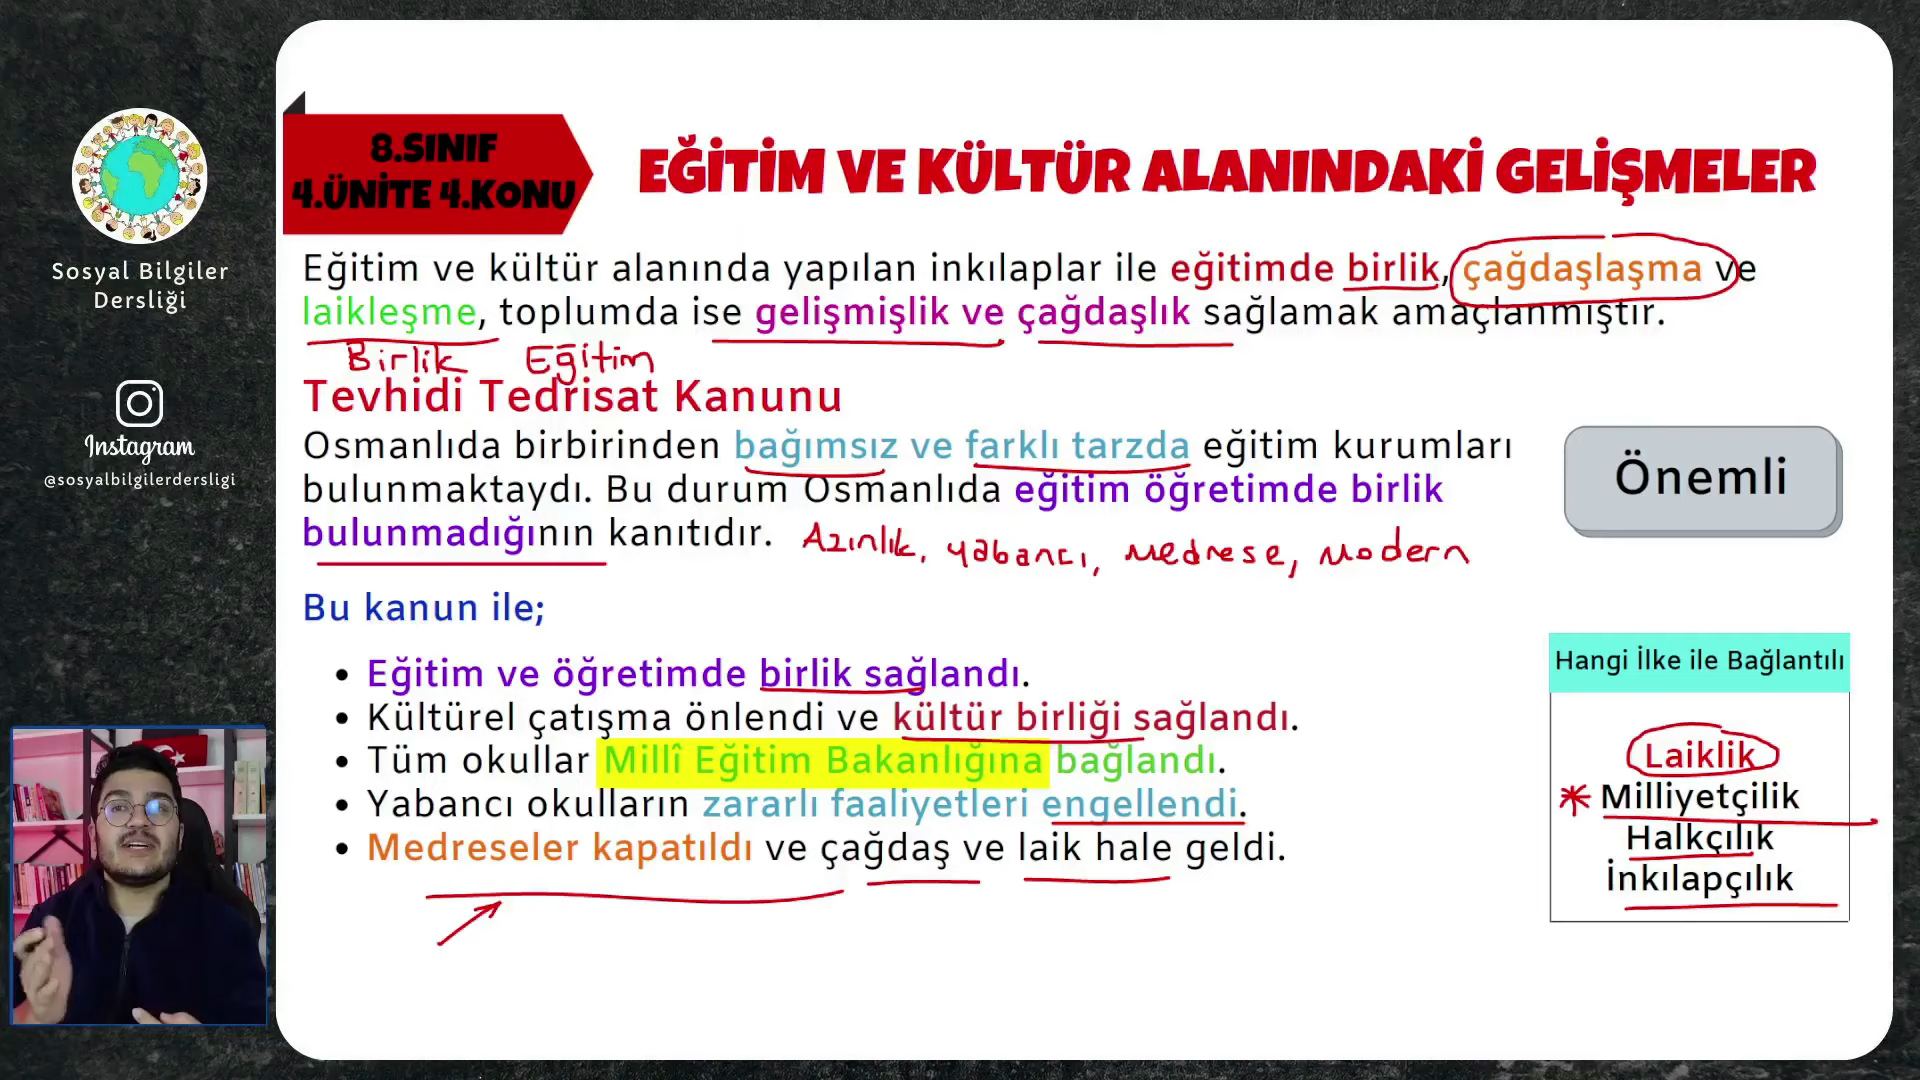 8.SINIF
4.ÜNİTE 4.KONU
EĞİTİM VE KÜLTÜR ALANINDAKİ GELİŞMELER
Sosyal Bilgiler
Dersliği
Instagram
@sosyalbilgilerdersligi
Eğitim ve kültür alanında yapılan inkılaplar ile eğitimde birlik, çağdaşlaşma ve
laikleşme, toplumda ise gelişmişlik ve çağdaşlık sağlamak amaçlanmıştır.
Birlik Eğitim
Tevhidi Tedrisat Kanunu
Osmanlıda birbirinden bağımsız ve farklı tarzda eğitim kurumları
bulunmaktaydı. Bu durum Osmanlıda eğitim öğretimde birlik
bulunmadığının kanıtıdır.
Azınlık, yabancı, Medrese, Modern
Önemli
Bu kanun ile;
• Eğitim ve öğretimde birlik sağlandı.
• Kültürel çatışma önlendi ve kültür birliği sağlandı.
• Tüm okullar Millî Eğitim Bakanlığına bağlandı.
• Yabancı okulların zararlı faaliyetleri engellendi.
• Medreseler kapatıldı ve çağdaş ve laik hale geldi.
Hangi İlke ile Bağlantılı
Laiklik
* Milliyetçilik
Halkçılık
İnkılapçılık